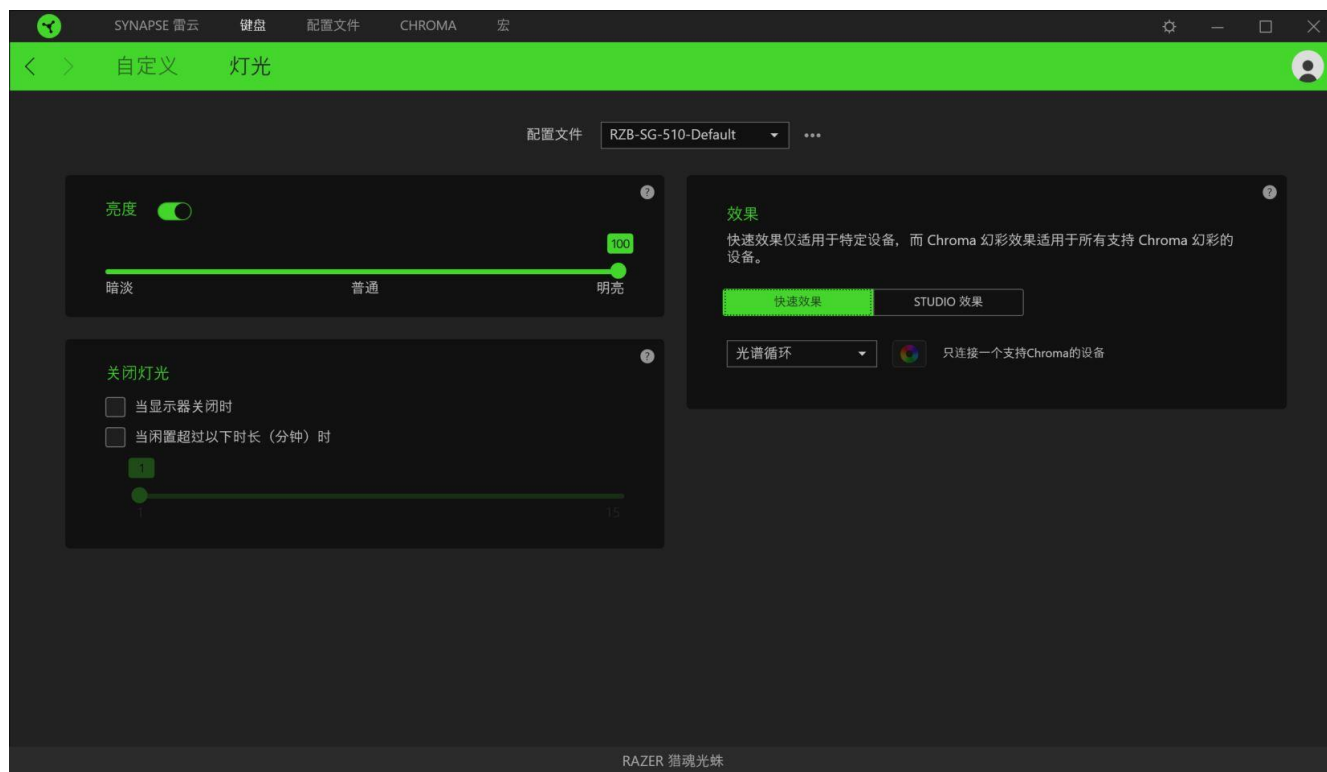 SYNAPSE 雷云 键盘 配置文件 CHROMA 宏
自定义 灯光
配置文件 RZB-SG-510-Default
亮度
100
暗淡 普通 明亮
关闭灯光
当显示器关闭时
当闲置超过以下时长（分钟）时
1
1 15
效果
快速效果仅适用于特定设备，而 Chroma 幻彩效果适用于所有支持 Chroma 幻彩的
设备。
快速效果 STUDIO 效果
光谱循环 只连接一个支持Chroma的设备
RAZER 猎魂光蛛